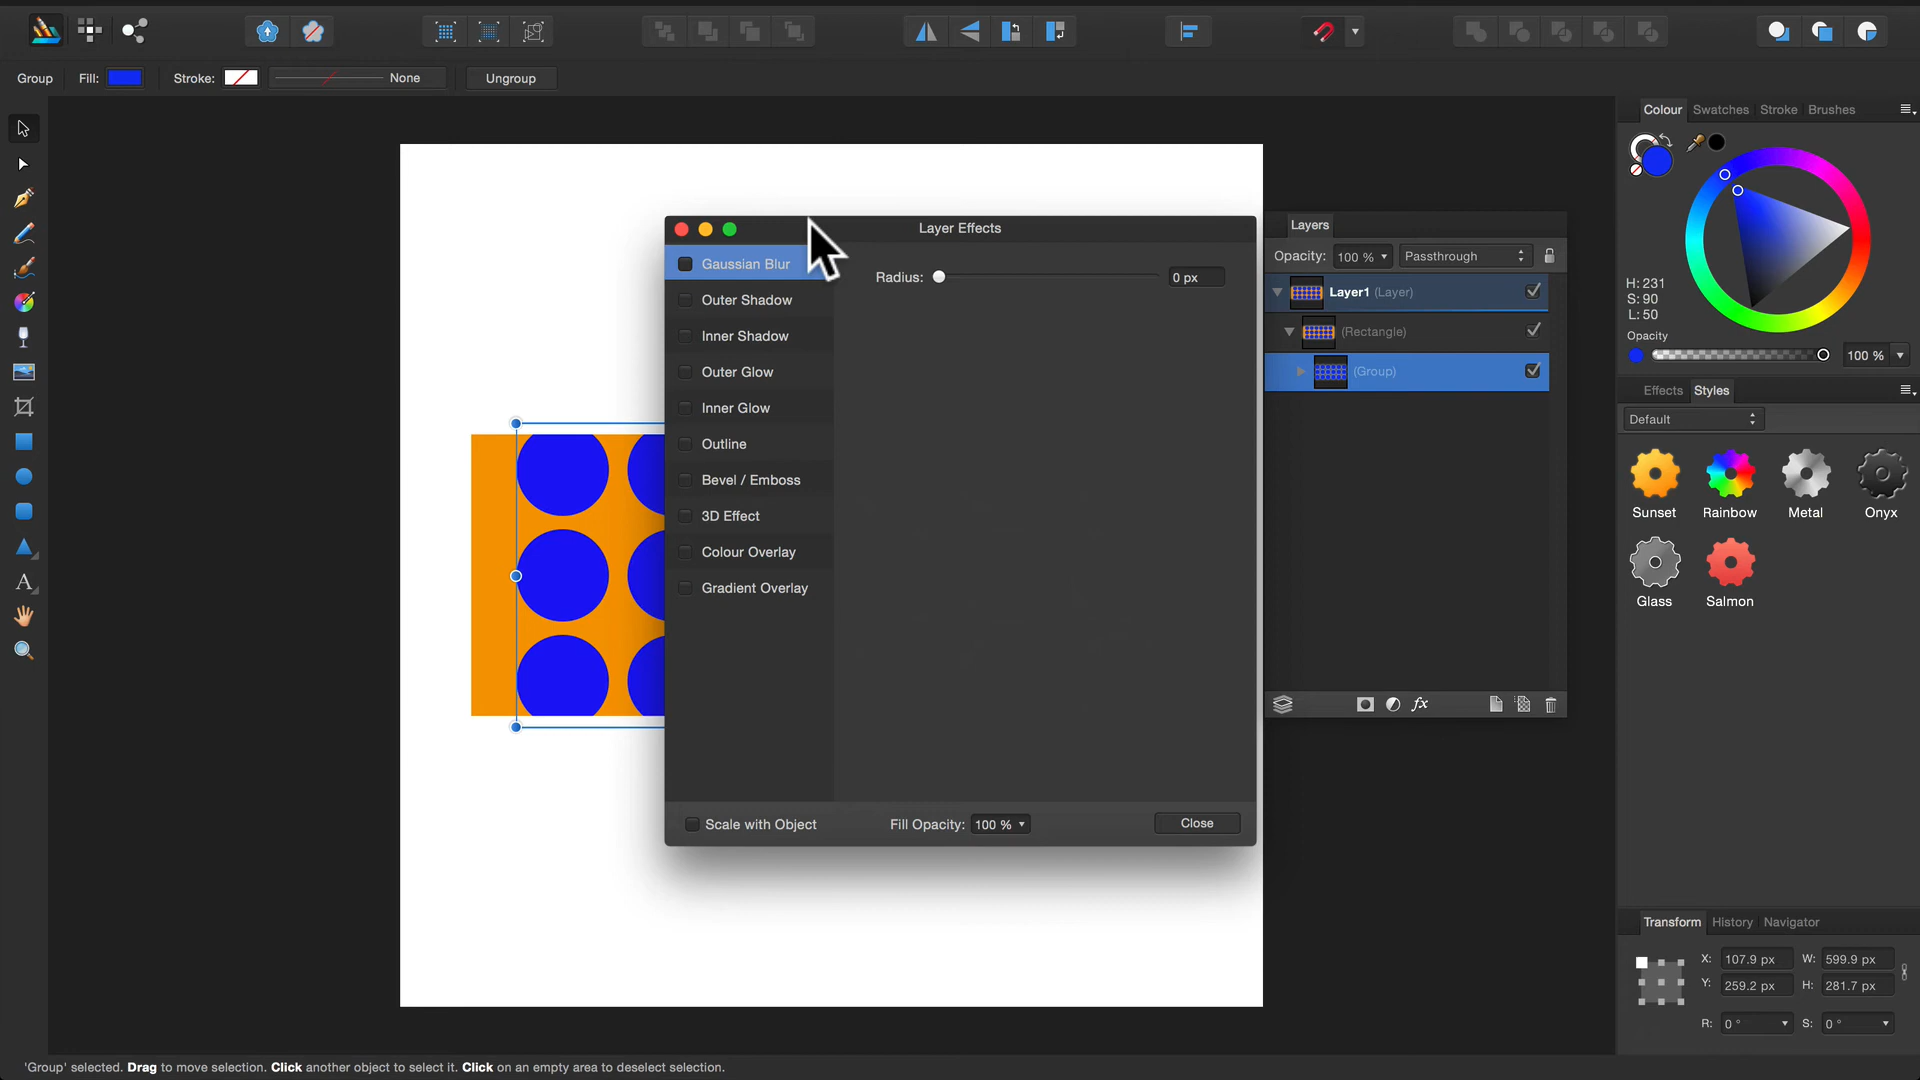 Group Fill: Stroke: None Ungroup
Colour Swatches Stroke Brushes
H: 231
S: 90
L: 50
Opacity
100 %
Effects Styles
Default
Sunset Rainbow Metal Onyx
Glass Salmon
Layer Effects
Gaussian Blur
Outer Shadow
Inner Shadow
Outer Glow
Inner Glow
Outline
Bevel / Emboss
3D Effect
Colour Overlay
Gradient Overlay
Radius: 0 px
Scale with Object Fill Opacity: 100 % Close
Layers
Opacity: 100 % Passthrough
Layer1 (Layer)
(Rectangle)
(Group)
fx
A
Transform History Navigator
X: 107.9 px W: 599.9 px
Y: 259.2 px H: 281.7 px
R: 0 ° S: 0 °
'Group' selected. Drag to move selection. Click another object to select it. Click on an empty area to deselect selection.